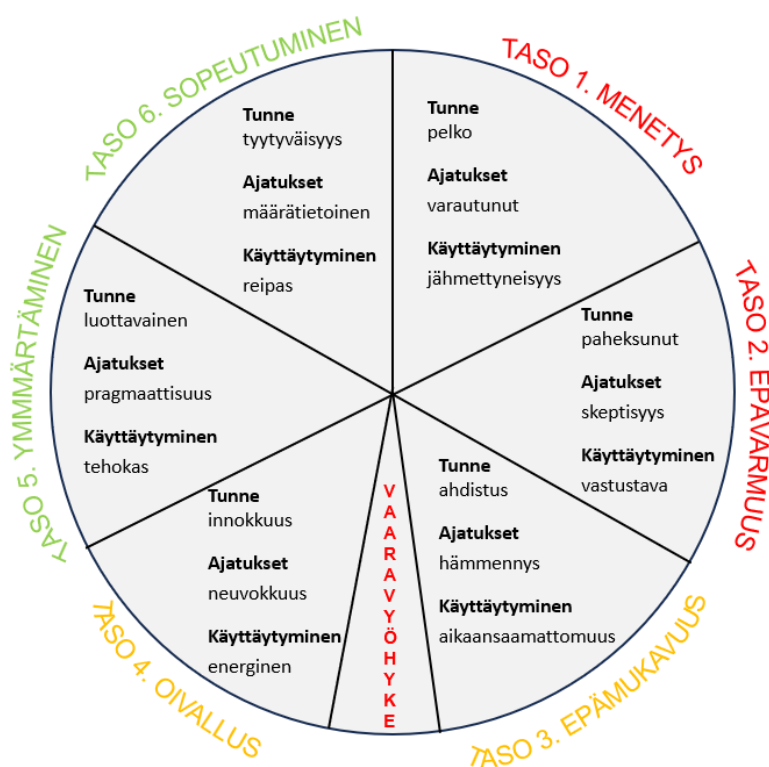 TASO 1. MENETYS
Tunne
pelko
Ajatukset
varautunut
Käyttäytyminen
jähmettyneisyys
TASO 2. EPÄVARMUUS
Tunne
paheksunut
Ajatukset
skeptisyys
Käyttäytyminen
vastustava
TASO 3. EPÄMUKAVUUS
Tunne
ahdistus
Ajatukset
hämmennys
Käyttäytyminen
aikaansaamattomuus
VAARAVYÖHYKE
TASO 4. OIVALLUS
Tunne
innokkuus
Ajatukset
neuvokkuus
Käyttäytyminen
energinen
TASO 5. YMMMÄRTÄMINEN
Tunne
luottavainen
Ajatukset
pragmaattisuus
Käyttäytyminen
tehokas
TASO 6. SOPEUTUMINEN
Tunne
tyytyväisyys
Ajatukset
määrätietoinen
Käyttäytyminen
reipas